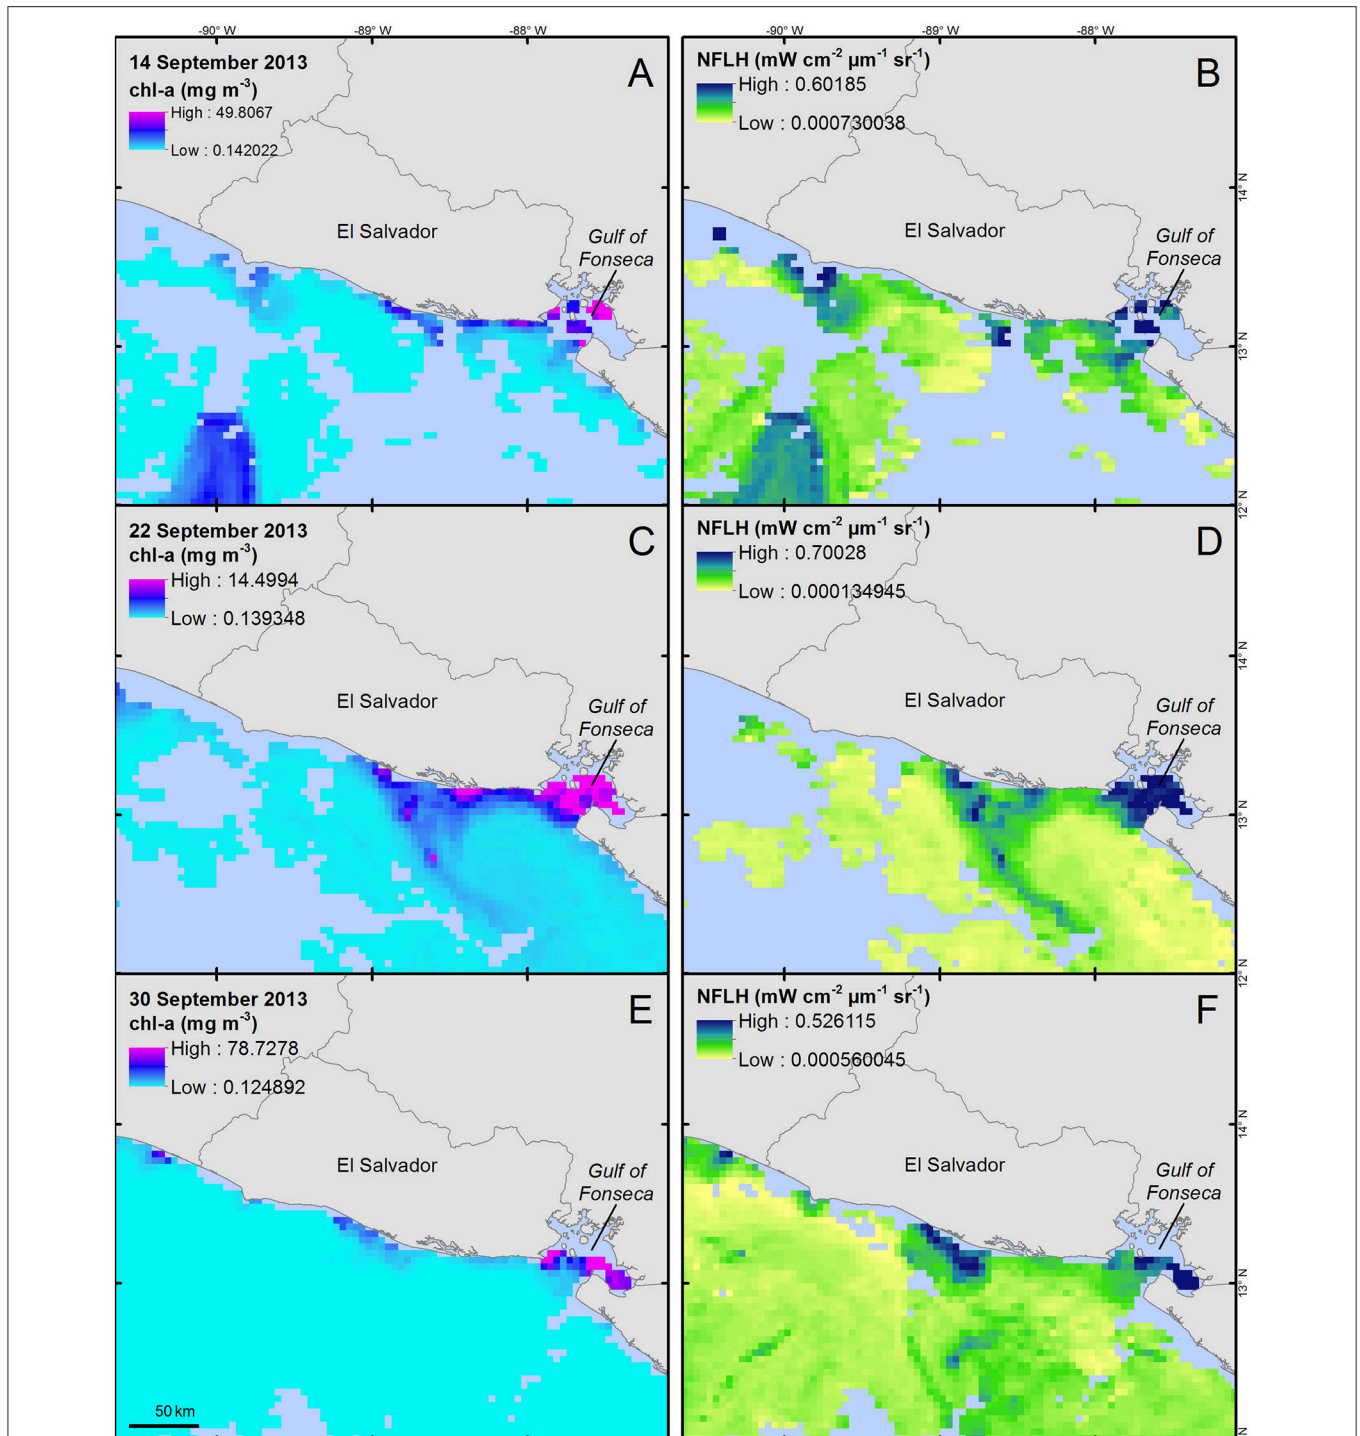 -90° W -89° W -88° W -90° W -89° W -88° W
14 September 2013
chl-a (mg m-3)
High : 49.8067
Low : 0.142022
A
El Salvador
Gulf of
Fonseca
NFLH (mW cm-2 µm-1 sr-1)
High : 0.60185
Low : 0.000730038
B
El Salvador
Gulf of
Fonseca
14° N
13° N
12° N
22 September 2013
chl-a (mg m-3)
High : 14.4994
Low : 0.139348
C
El Salvador
Gulf of
Fonseca
NFLH (mW cm-2 µm-1 sr-1)
High : 0.70028
Low : 0.000134945
D
El Salvador
Gulf of
Fonseca
14° N
13° N
12° N
30 September 2013
chl-a (mg m-3)
High : 78.7278
Low : 0.124892
E
El Salvador
Gulf of
Fonseca
50 km
NFLH (mW cm-2 µm-1 sr-1)
High : 0.526115
Low : 0.000560045
F
El Salvador
Gulf of
Fonseca
14° N
13° N
N